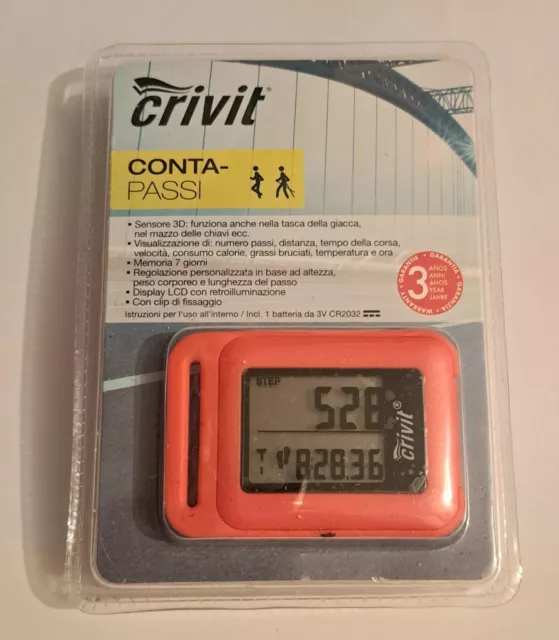 crivit®
CONTA-
PASSI
• Sensore 3D: funziona anche nella tasca della giacca,
nel mazzo delle chiavi ecc.
• Visualizzazione di: numero passi, distanza, tempo della corsa,
velocità, consumo calorie, grassi bruciati, temperatura e ora
• Memoria 7 giorni
• Regolazione personalizzata in base ad altezza,
peso corporeo e lunghezza del passo
• Display LCD con retroilluminazione
• Con clip di fissaggio
Istruzioni per l'uso all'interno / Incl. 1 batteria da 3V CR2032
GARANTIE • GARANTIA • GARANZIA • WARRANTY •
3
AÑOS
ANNI
ANOS
YEAR
JAHRE
STEP
528
T 828.36
crivit®